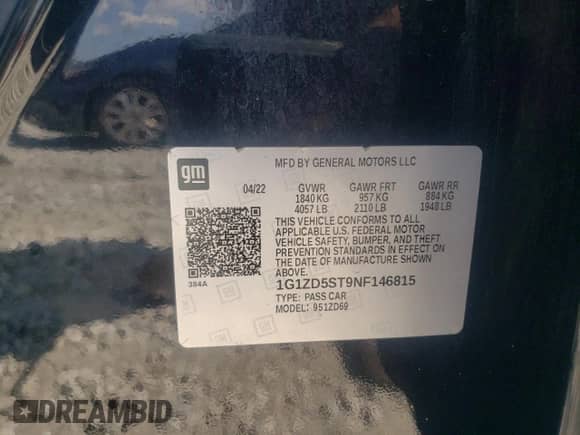 gm
MFD BY GENERAL MOTORS LLC
04/22 GVWR GAWR FRT GAWR RR
1840 KG 957 KG 884 KG
4057 LB 2110 LB 1948 LB
THIS VEHICLE CONFORMS TO ALL
APPLICABLE U.S. FEDERAL MOTOR
VEHICLE SAFETY, BUMPER, AND THEFT
PREVENTION STANDARDS IN EFFECT ON
THE DATE OF MANUFACTURE SHOWN
ABOVE.
384A
1G1ZD5ST9NF146815
TYPE: PASS CAR
MODEL: 951ZD69
DREAMBID